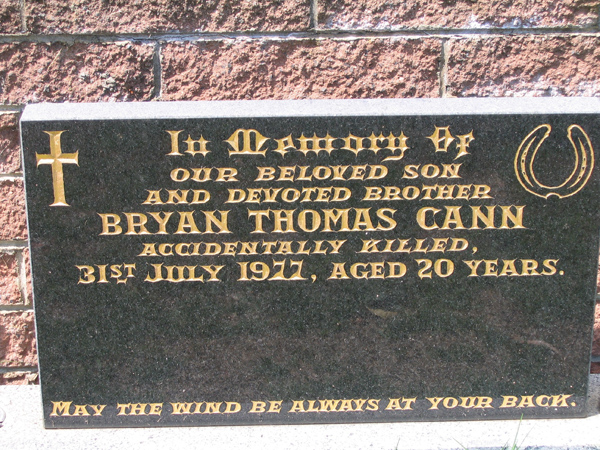 In Memory Of
OUR BELOVED SON
AND DEVOTED BROTHER
BRYAN THOMAS CANN
ACCIDENTALLY KILLED,
31ST JULY 1977, AGED 20 YEARS.
MAY THE WIND BE ALWAYS AT YOUR BACK.